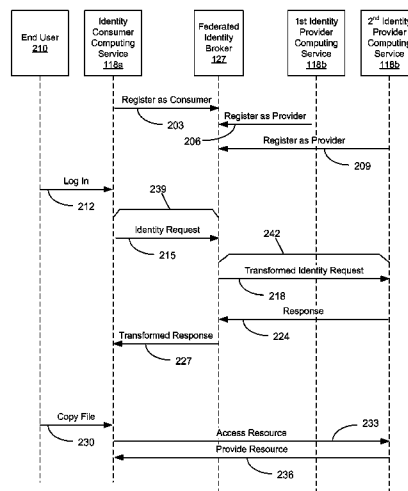 End User
210
Identity
Consumer
Computing
Service
118a
Federated
Identity
Broker
127
1st Identity
Provider
Computing
Service
118b
2nd Identity
Provider
Computing
Service
118b
Register as Consumer
203
Register as Provider
206
Register as Provider
209
Log In
212
239
Identity Request
215
242
Transformed Identity Request
218
Response
224
Transformed Response
227
Copy File
230
Access Resource
233
Provide Resource
236